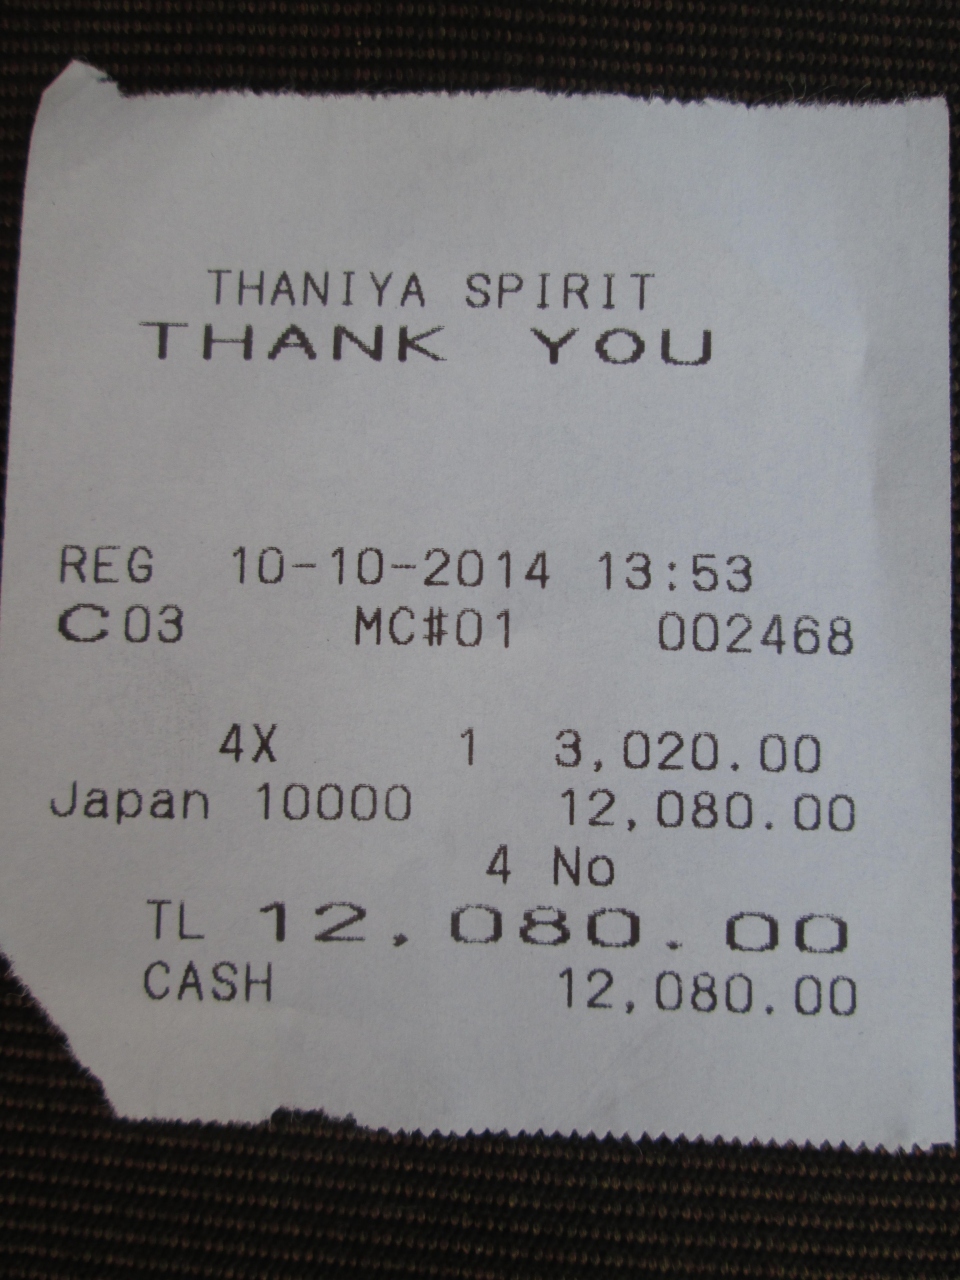 THANIYA SPIRIT
THANK YOU
REG 10-10-2014 13:53
C03 MC#01 002468
4X 1 3,020.00
Japan 10000 12,080.00
4 No
TL 12,080.00
CASH 12,080.00